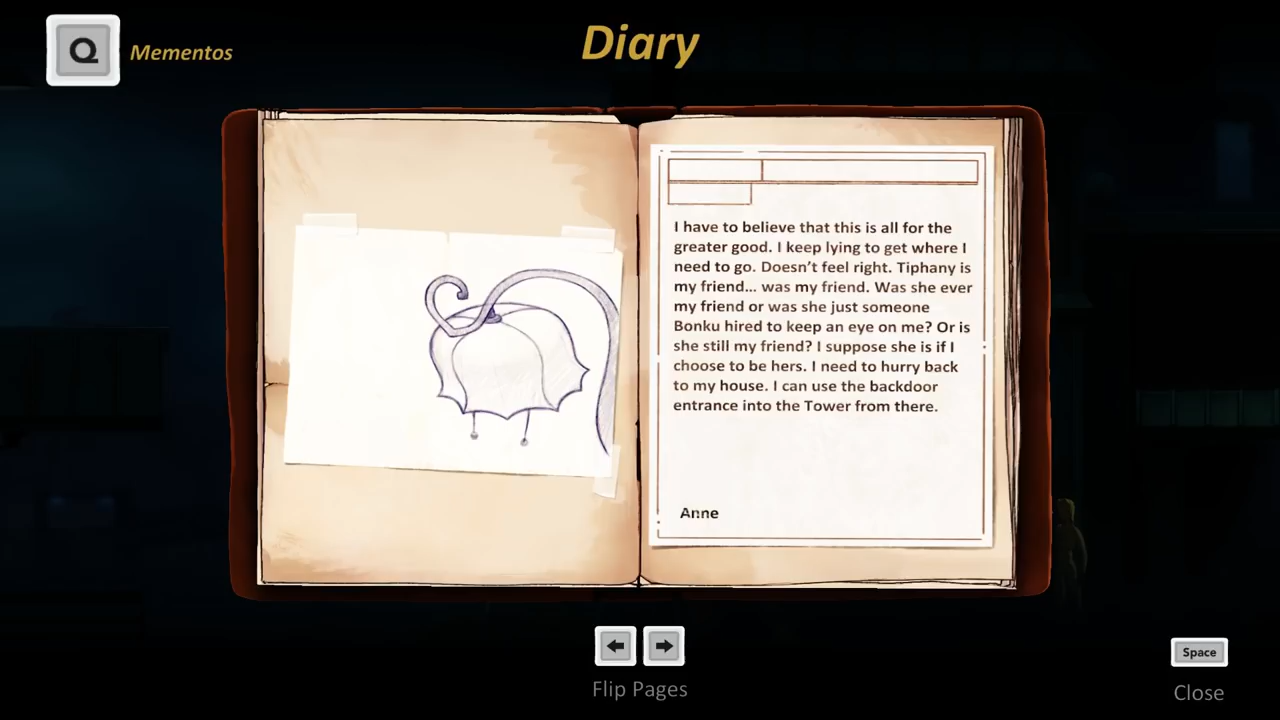 Q
Mementos
Diary
I have to believe that this is all for the
greater good. I keep lying to get where I
need to go. Doesn't feel right. Tiphany is
my friend... was my friend. Was she ever
my friend or was she just someone
Bonku hired to keep an eye on me? Or is
she still my friend? I suppose she is if I
choose to be hers. I need to hurry back
to my house. I can use the backdoor
entrance into the Tower from there.
Anne
Flip Pages
Space
Close